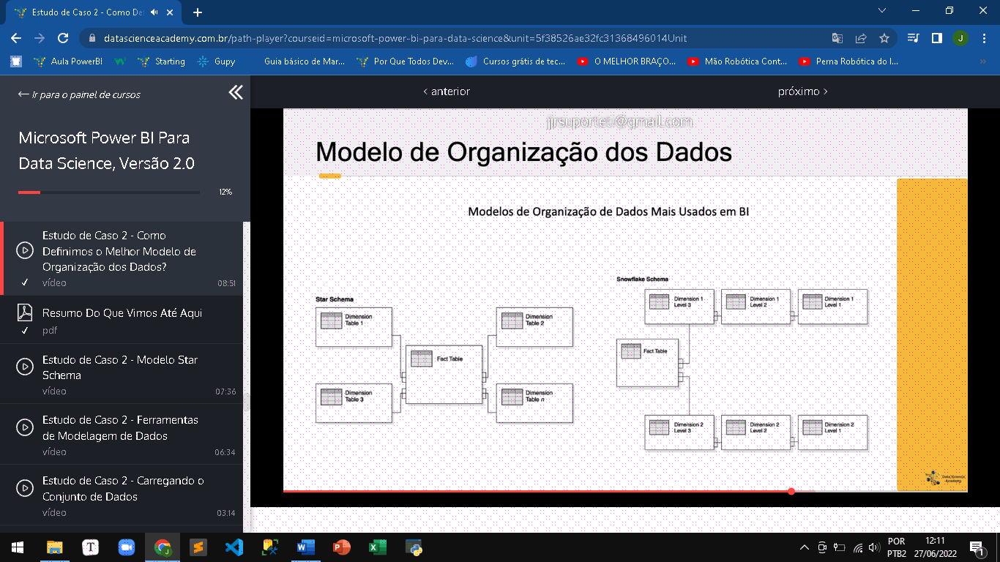 Estudo de Caso 2 - Como Da
datascienceacademy.com.br/path-player?courseid=microsoft-power-bi-para-data-science&unit=5f38526ae32fc31368496014Unit
J
Aula PowerBI
Starting
Gupy
Guia básico de Mar...
Por Que Todos Dev...
Cursos grátis de tec...
O MELHOR BRAÇO...
Mão Robótica Cont...
Perna Robótica do I...
»
← Ir para o painel de cursos
‹ anterior
próximo ›
Microsoft Power BI Para
Data Science, Versão 2.0
12%
Estudo de Caso 2 - Como
Definimos o Melhor Modelo de
Organização dos Dados?
vídeo
08:51
Resumo Do Que Vimos Até Aqui
pdf
Estudo de Caso 2 - Modelo Star
Schema
vídeo
07:36
Estudo de Caso 2 - Ferramentas
de Modelagem de Dados
vídeo
06:34
Estudo de Caso 2 - Carregando o
Conjunto de Dados
vídeo
03:14
jjrsuporteti@gmail.com
Modelo de Organização dos Dados
Modelos de Organização de Dados Mais Usados em BI
Star Schema
Dimension
Table 1
Dimension
Table 2
Fact Table
Dimension
Table 3
Dimension
Table n
Snowflake Schema
Dimension 1
Level 3
Dimension 1
Level 2
Dimension 1
Level 1
Fact Table
Dimension 2
Level 3
Dimension 2
Level 2
Dimension 2
Level 1
Data Science
Academy
POR
PTB2
12:11
27/06/2022
1